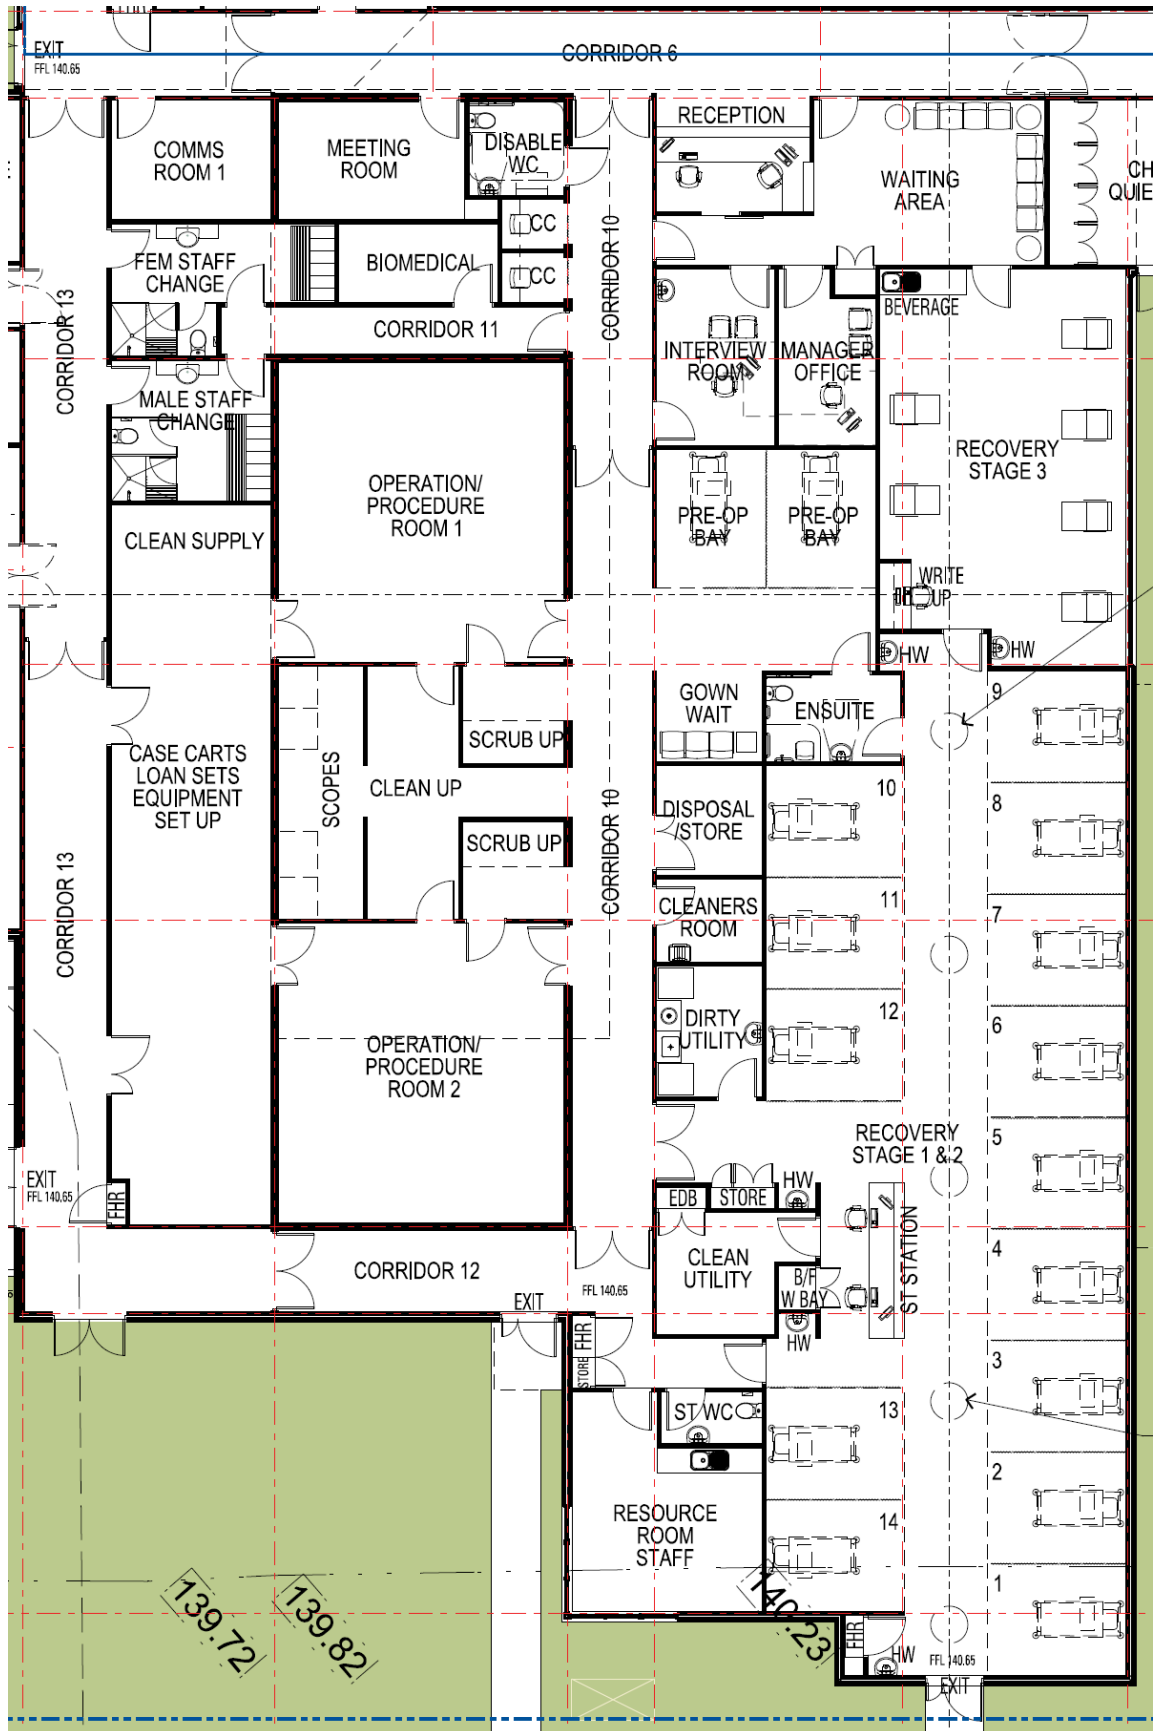 FHR
EXIT
FFL 140.65
CORRIDOR 6
COMMS
ROOM 1
MEETING
ROOM
DISABLE
WC
RECEPTION
WAITING
AREA
CH
QUIE
CC
CC
FEM STAFF
CHANGE
BIOMEDICAL
CORRIDOR 10
CORRIDOR 11
CORRIDOR 13
BEVERAGE
INTERVIEW
ROOM
MANAGER
OFFICE
MALE STAFF
CHANGE
OPERATION/
PROCEDURE
ROOM 1
RECOVERY
STAGE 3
CLEAN SUPPLY
PRE-OP
BAY
PRE-OP
BAY
WRITE
UP
HW
HW
GOWN
WAIT
ENSUITE
9
SCRUB UP
CASE CARTS
LOAN SETS
EQUIPMENT
SET UP
SCOPES
CLEAN UP
DISPOSAL
/STORE
10
8
SCRUB UP
CORRIDOR 10
CORRIDOR 13
CLEANERS
ROOM
11
7
DIRTY
UTILITY
12
6
OPERATION/
PROCEDURE
ROOM 2
RECOVERY
STAGE 1 & 2
5
EXIT
FFL 140.65
FHR
EDB
STORE
HW
ST STATION
CLEAN
UTILITY
4
CORRIDOR 12
FFL 140.65
B/F
W BAY
EXIT
HW
FHR
STORE
3
ST WC
13
2
RESOURCE
ROOM
STAFF
14
1
139.72
139.82
140.23
FHR
HW
FFL 140.65
EXIT